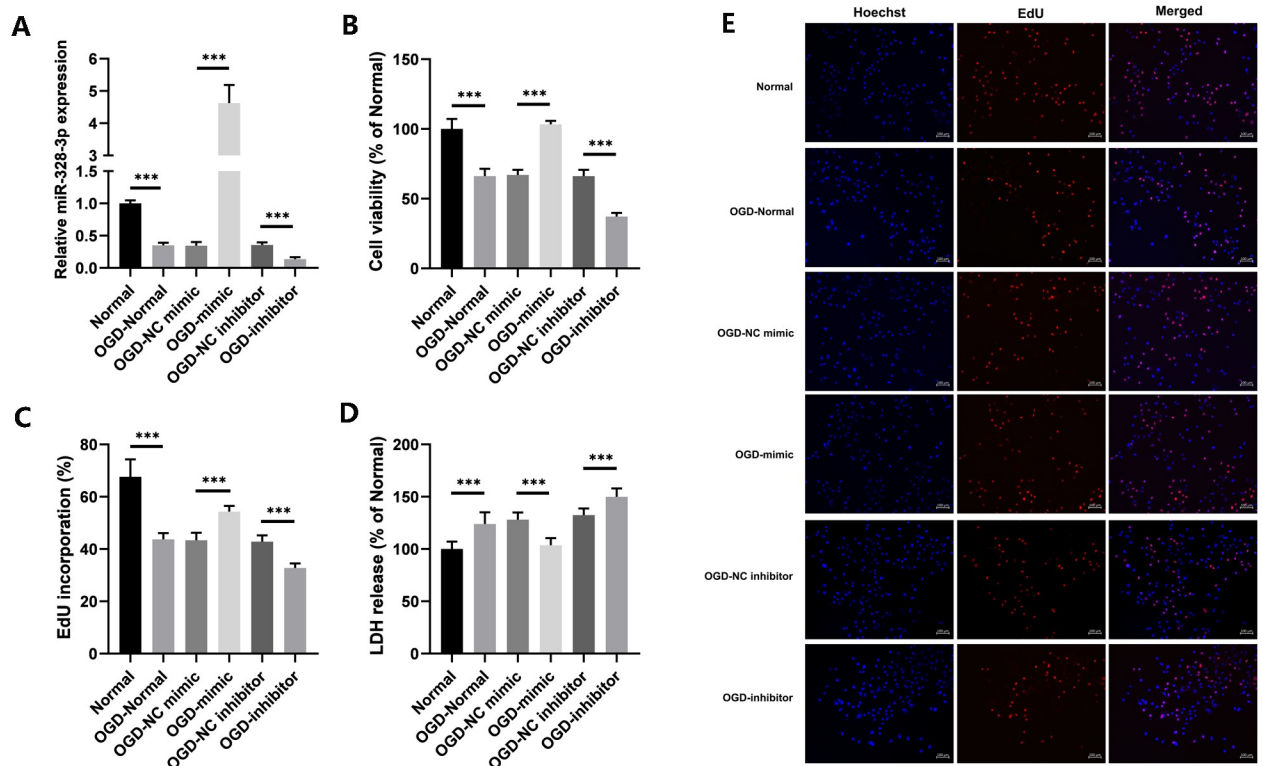 A
Relative miR-328-3p expression
6
5
4
3
1.5
1.0
0.5
0.0
***
***
***
Normal
OGD-Normal
OGD-NC mimic
OGD-mimic
OGD-NC inhibitor
OGD-inhibitor
B
Cell viability (% of Normal)
150
100
50
0
***
***
***
Normal
OGD-Normal
OGD-NC mimic
OGD-mimic
OGD-NC inhibitor
OGD-inhibitor
C
EdU incorporation (%)
80
60
40
20
0
***
***
***
Normal
OGD-Normal
OGD-NC mimic
OGD-mimic
OGD-NC inhibitor
OGD-inhibitor
D
LDH release (% of Normal)
200
150
100
50
0
***
***
***
Normal
OGD-Normal
OGD-NC mimic
OGD-mimic
OGD-NC inhibitor
OGD-inhibitor
E
Hoechst EdU Merged
Normal
OGD-Normal
OGD-NC mimic
OGD-mimic
OGD-NC inhibitor
OGD-inhibitor